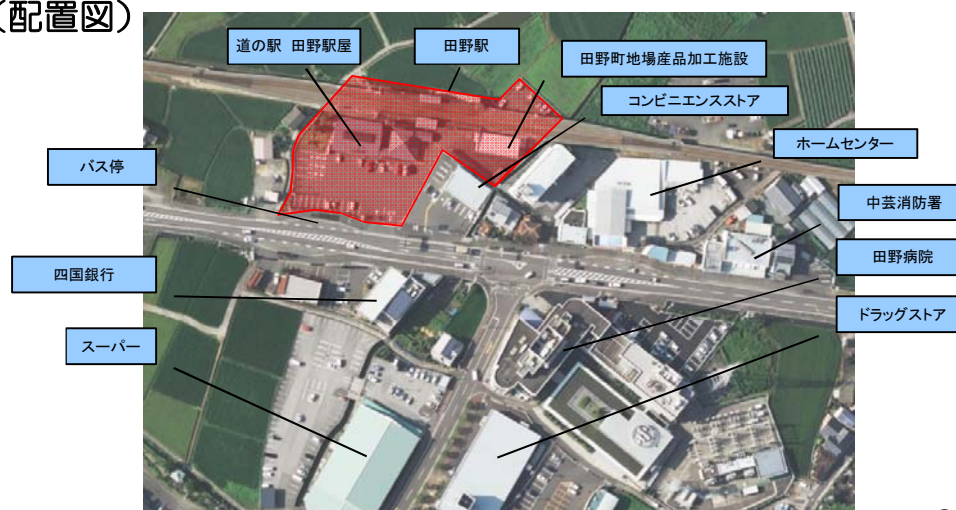 (配置図)
道の駅 田野駅屋
田野駅
田野町地場産品加工施設
コンビニエンスストア
ホームセンター
バス停
中芸消防署
田野病院
四国銀行
ドラッグストア
スーパー